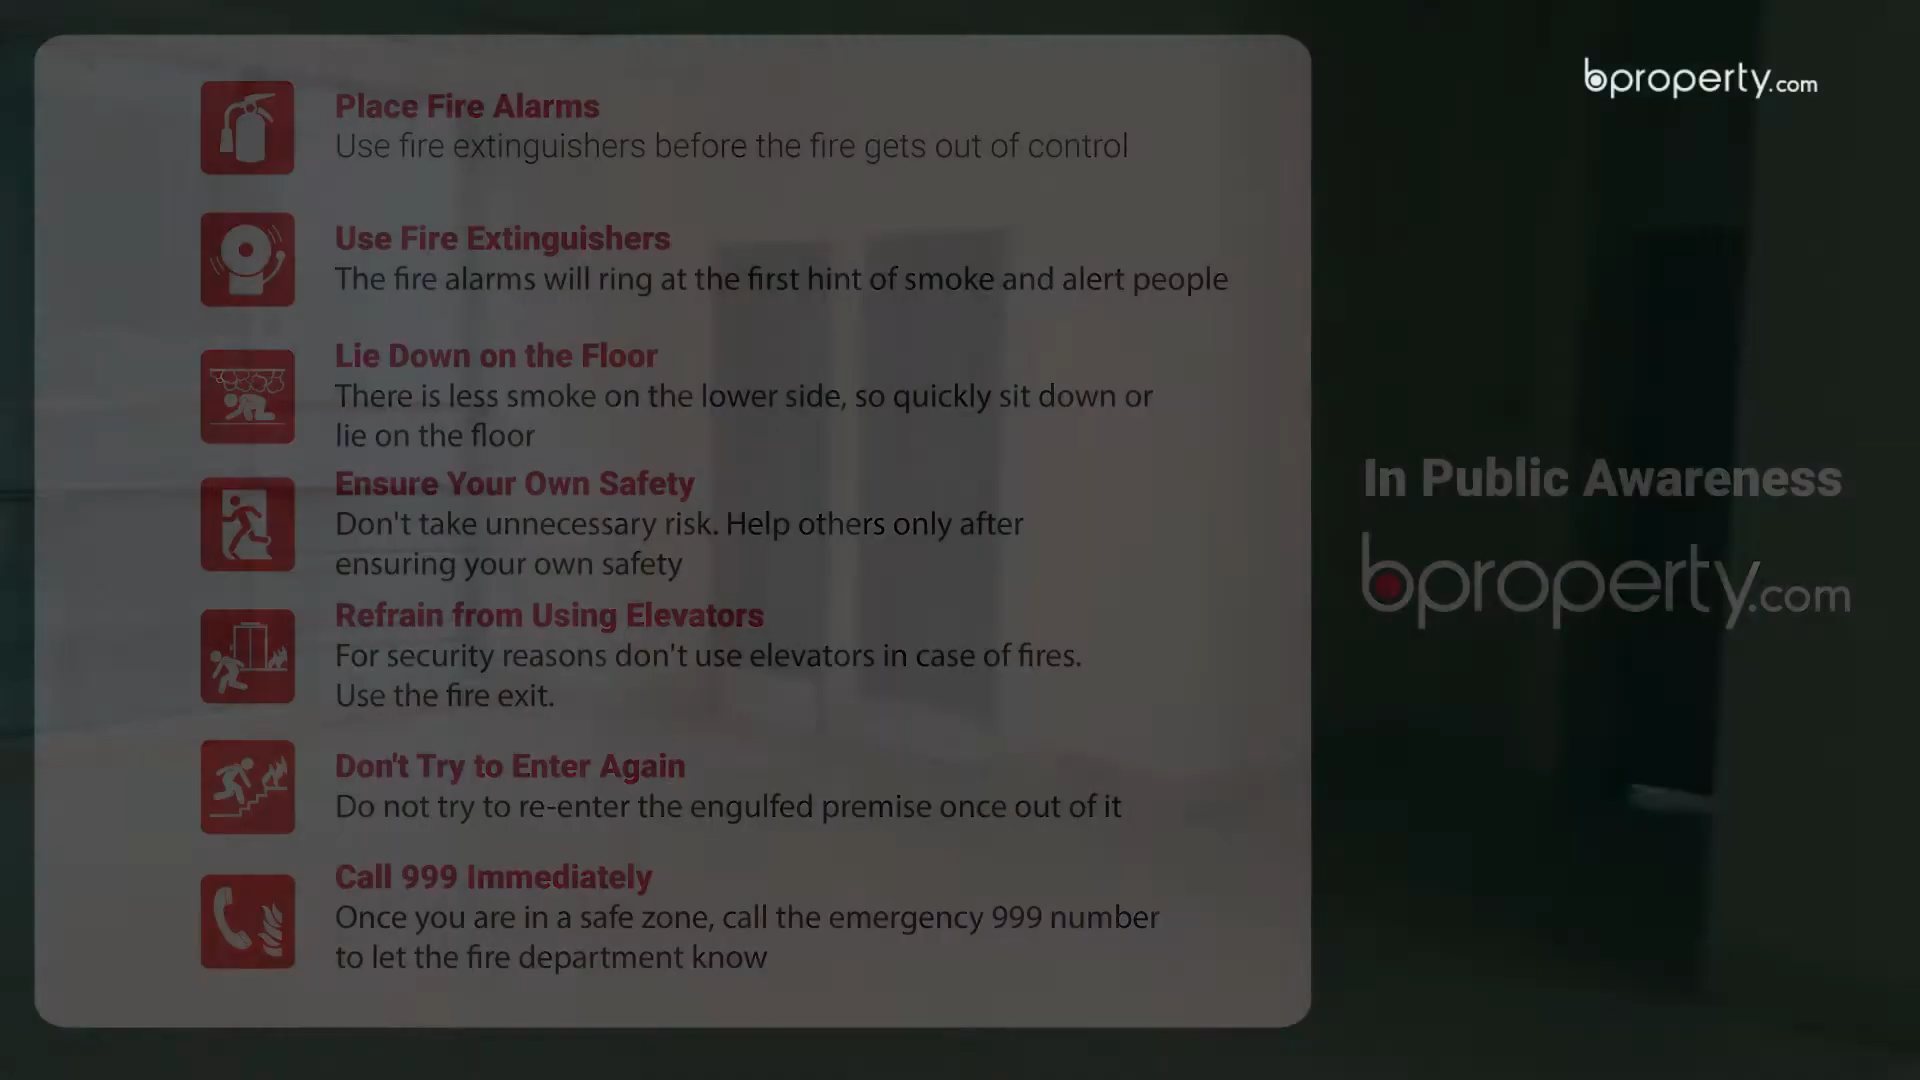 bproperty.com
Place Fire Alarms
Use fire extinguishers before the fire gets out of control
Use Fire Extinguishers
The fire alarms will ring at the first hint of smoke and alert people
Lie Down on the Floor
There is less smoke on the lower side, so quickly sit down or
lie on the floor
Ensure Your Own Safety
Don't take unnecessary risk. Help others only after
ensuring your own safety
Refrain from Using Elevators
For security reasons don't use elevators in case of fires.
Use the fire exit.
Don't Try to Enter Again
Do not try to re-enter the engulfed premise once out of it
Call 999 Immediately
Once you are in a safe zone, call the emergency 999 number
to let the fire department know
In Public Awareness
bproperty.com